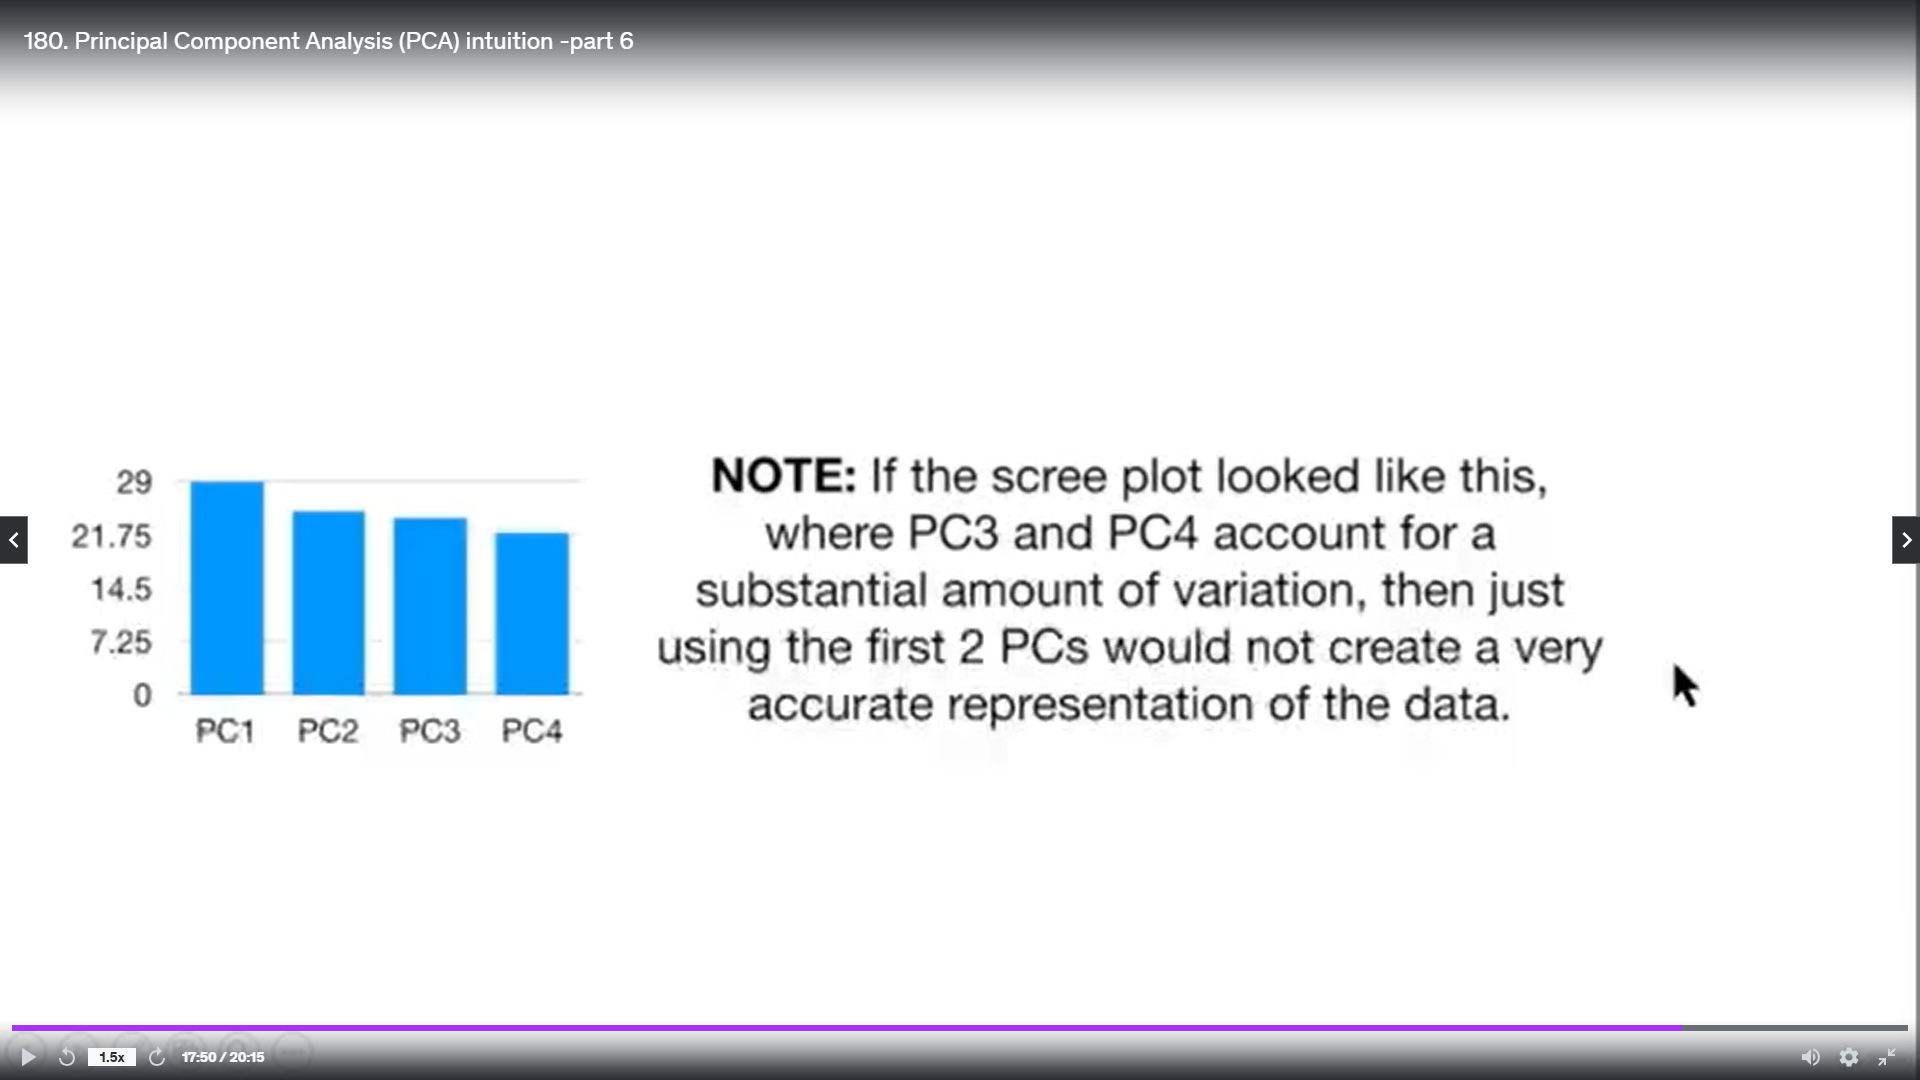 180. Principal Component Analysis (PCA) intuition -part 6
29
21.75
14.5
7.25
0
PC1 PC2 PC3 PC4
NOTE: If the scree plot looked like this,
where PC3 and PC4 account for a
substantial amount of variation, then just
using the first 2 PCs would not create a very
accurate representation of the data.
1.5x 17:50 / 20:15